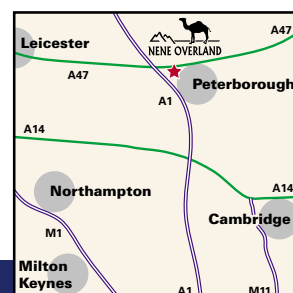 A47
Leicester
NENE OVERLAND
A47
Peterborough
A1
A14
A14
Northampton
Cambridge
M1
Milton
Keynes
A1
M11